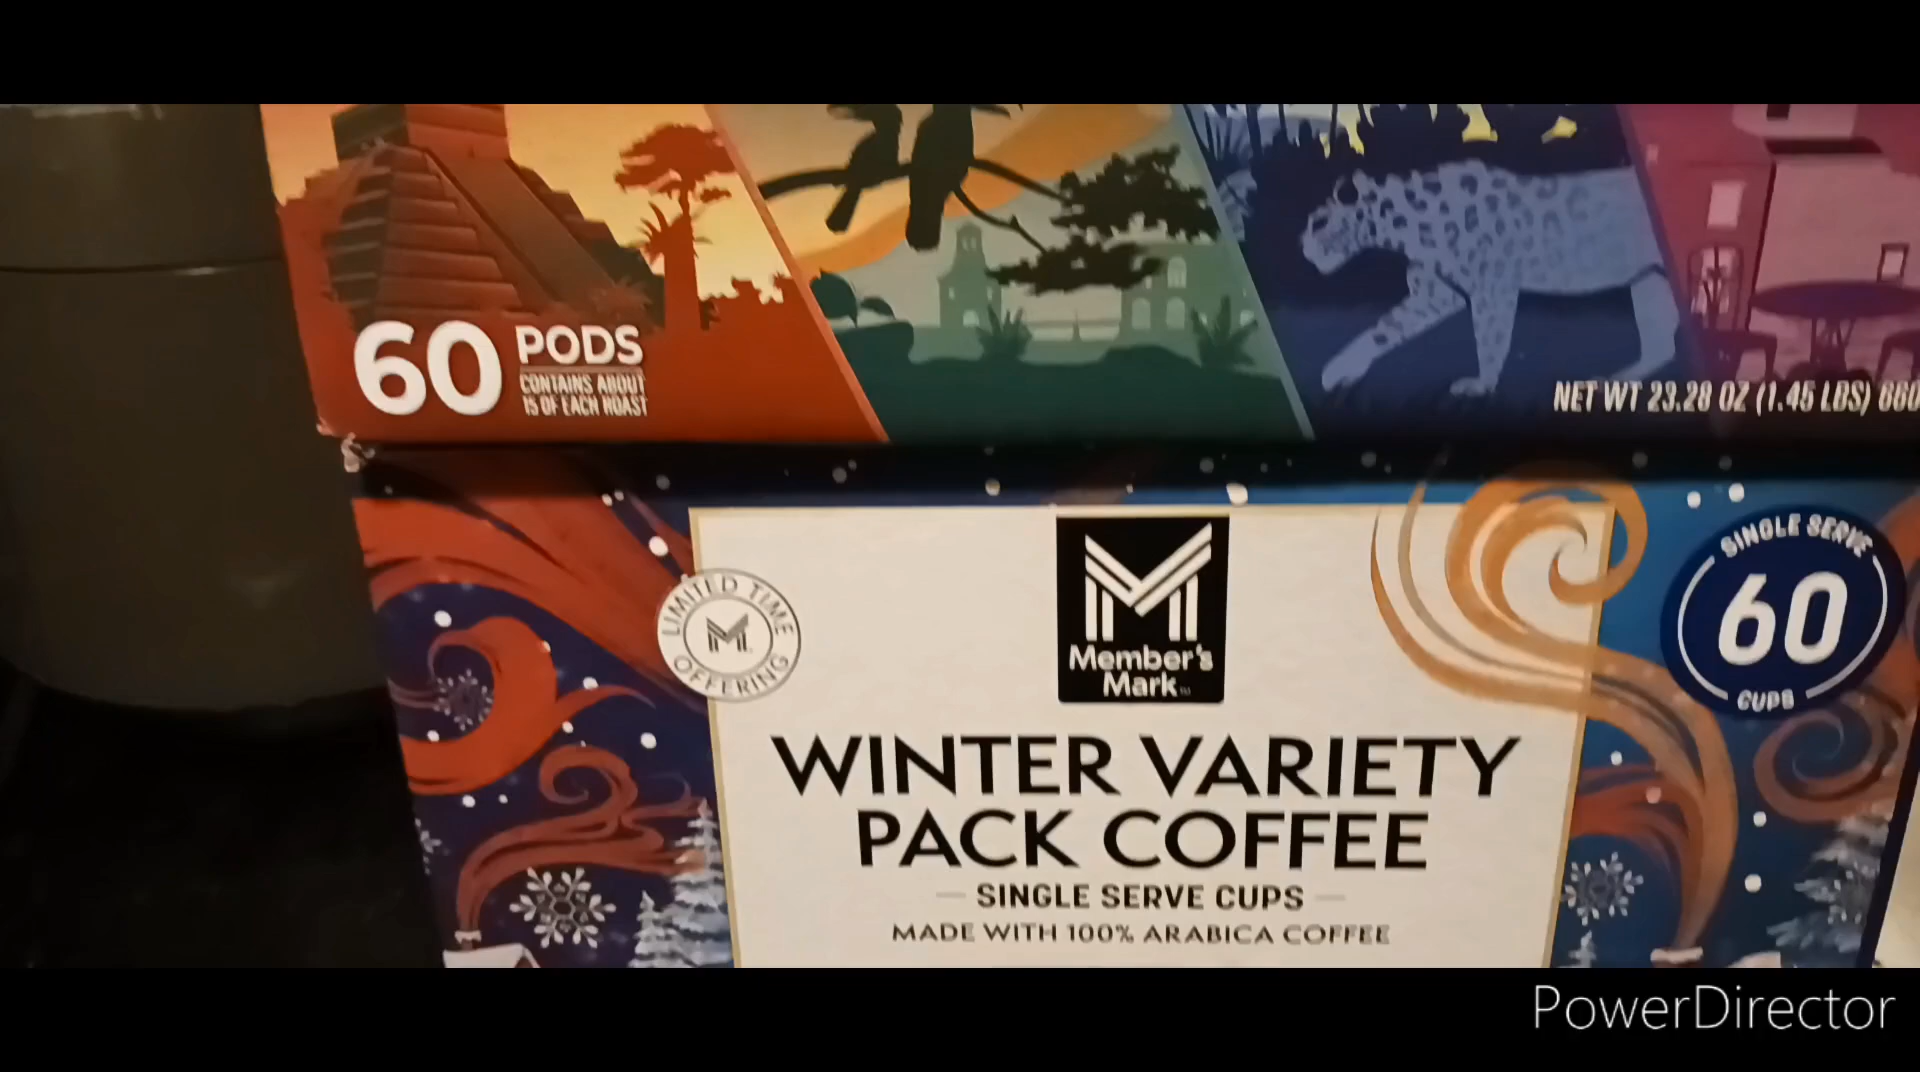 60 PODS
CONTAINS ABOUT
15 OF EACH ROAST
NET WT 23.28 OZ (1.45 LBS) 660
LIMITED TIME
OFFERING
Member's
Mark
SINGLE SERVE
60
CUPS
WINTER VARIETY
PACK COFFEE
SINGLE SERVE CUPS
MADE WITH 100% ARABICA COFFEE
PowerDirector